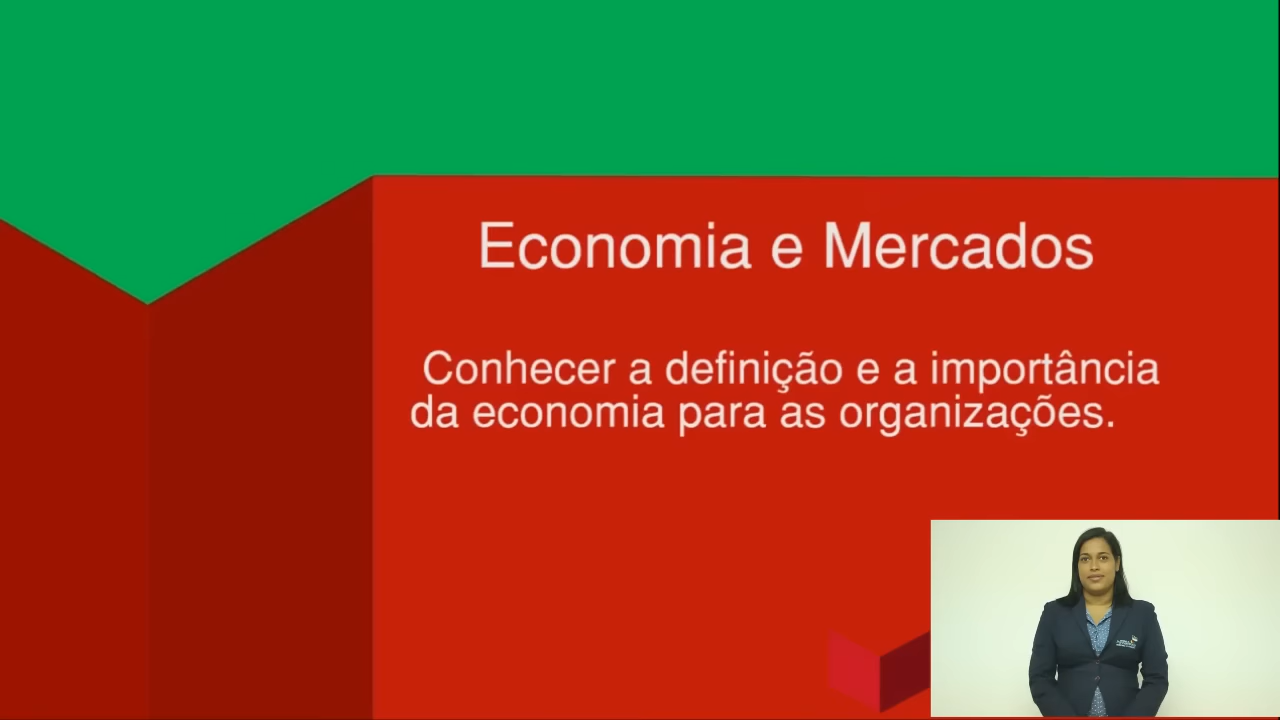 Economia e Mercados
Conhecer a definição e a importância
da economia para as organizações.